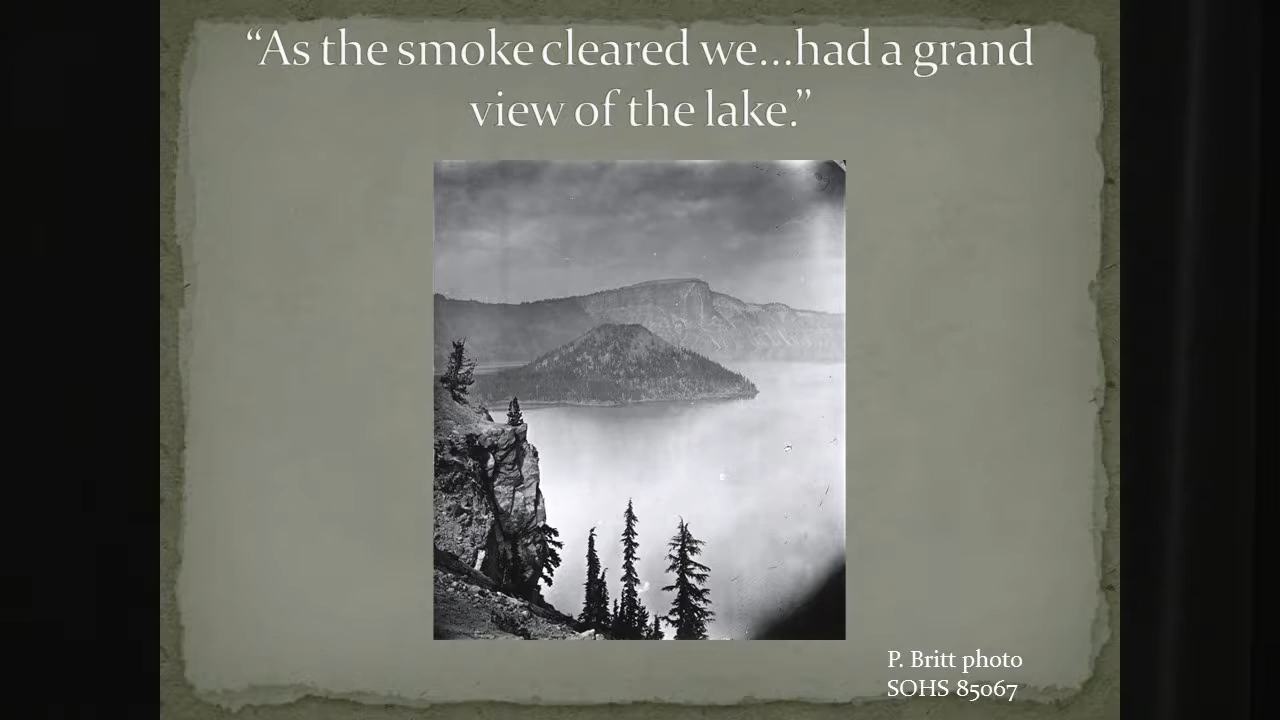 “As the smoke cleared we...had a grand
view of the lake.”
P. Britt photo
SOHS 85067